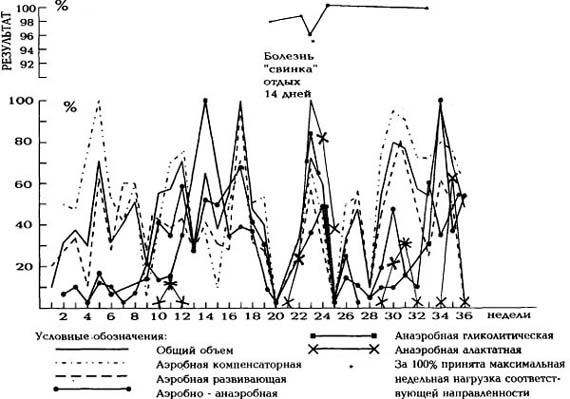 %
РЕЗУЛЬТАТ
100
98
96
94
92
Болезнь
"свинка"
отдых
14 дней
%
100
80
60
40
20
2 4 6 8 10 12 14 16 18 20 22 24 26 28 30 32 34 36 недели
Условные обозначения:
Общий объем
Аэробная компенсаторная
Аэробная развивающая
Аэробно - анаэробная
Анаэробная гликолитическая
Анаэробная алактатная
За 100% принята максимальная
недельная нагрузка соответст-
вующей направленности